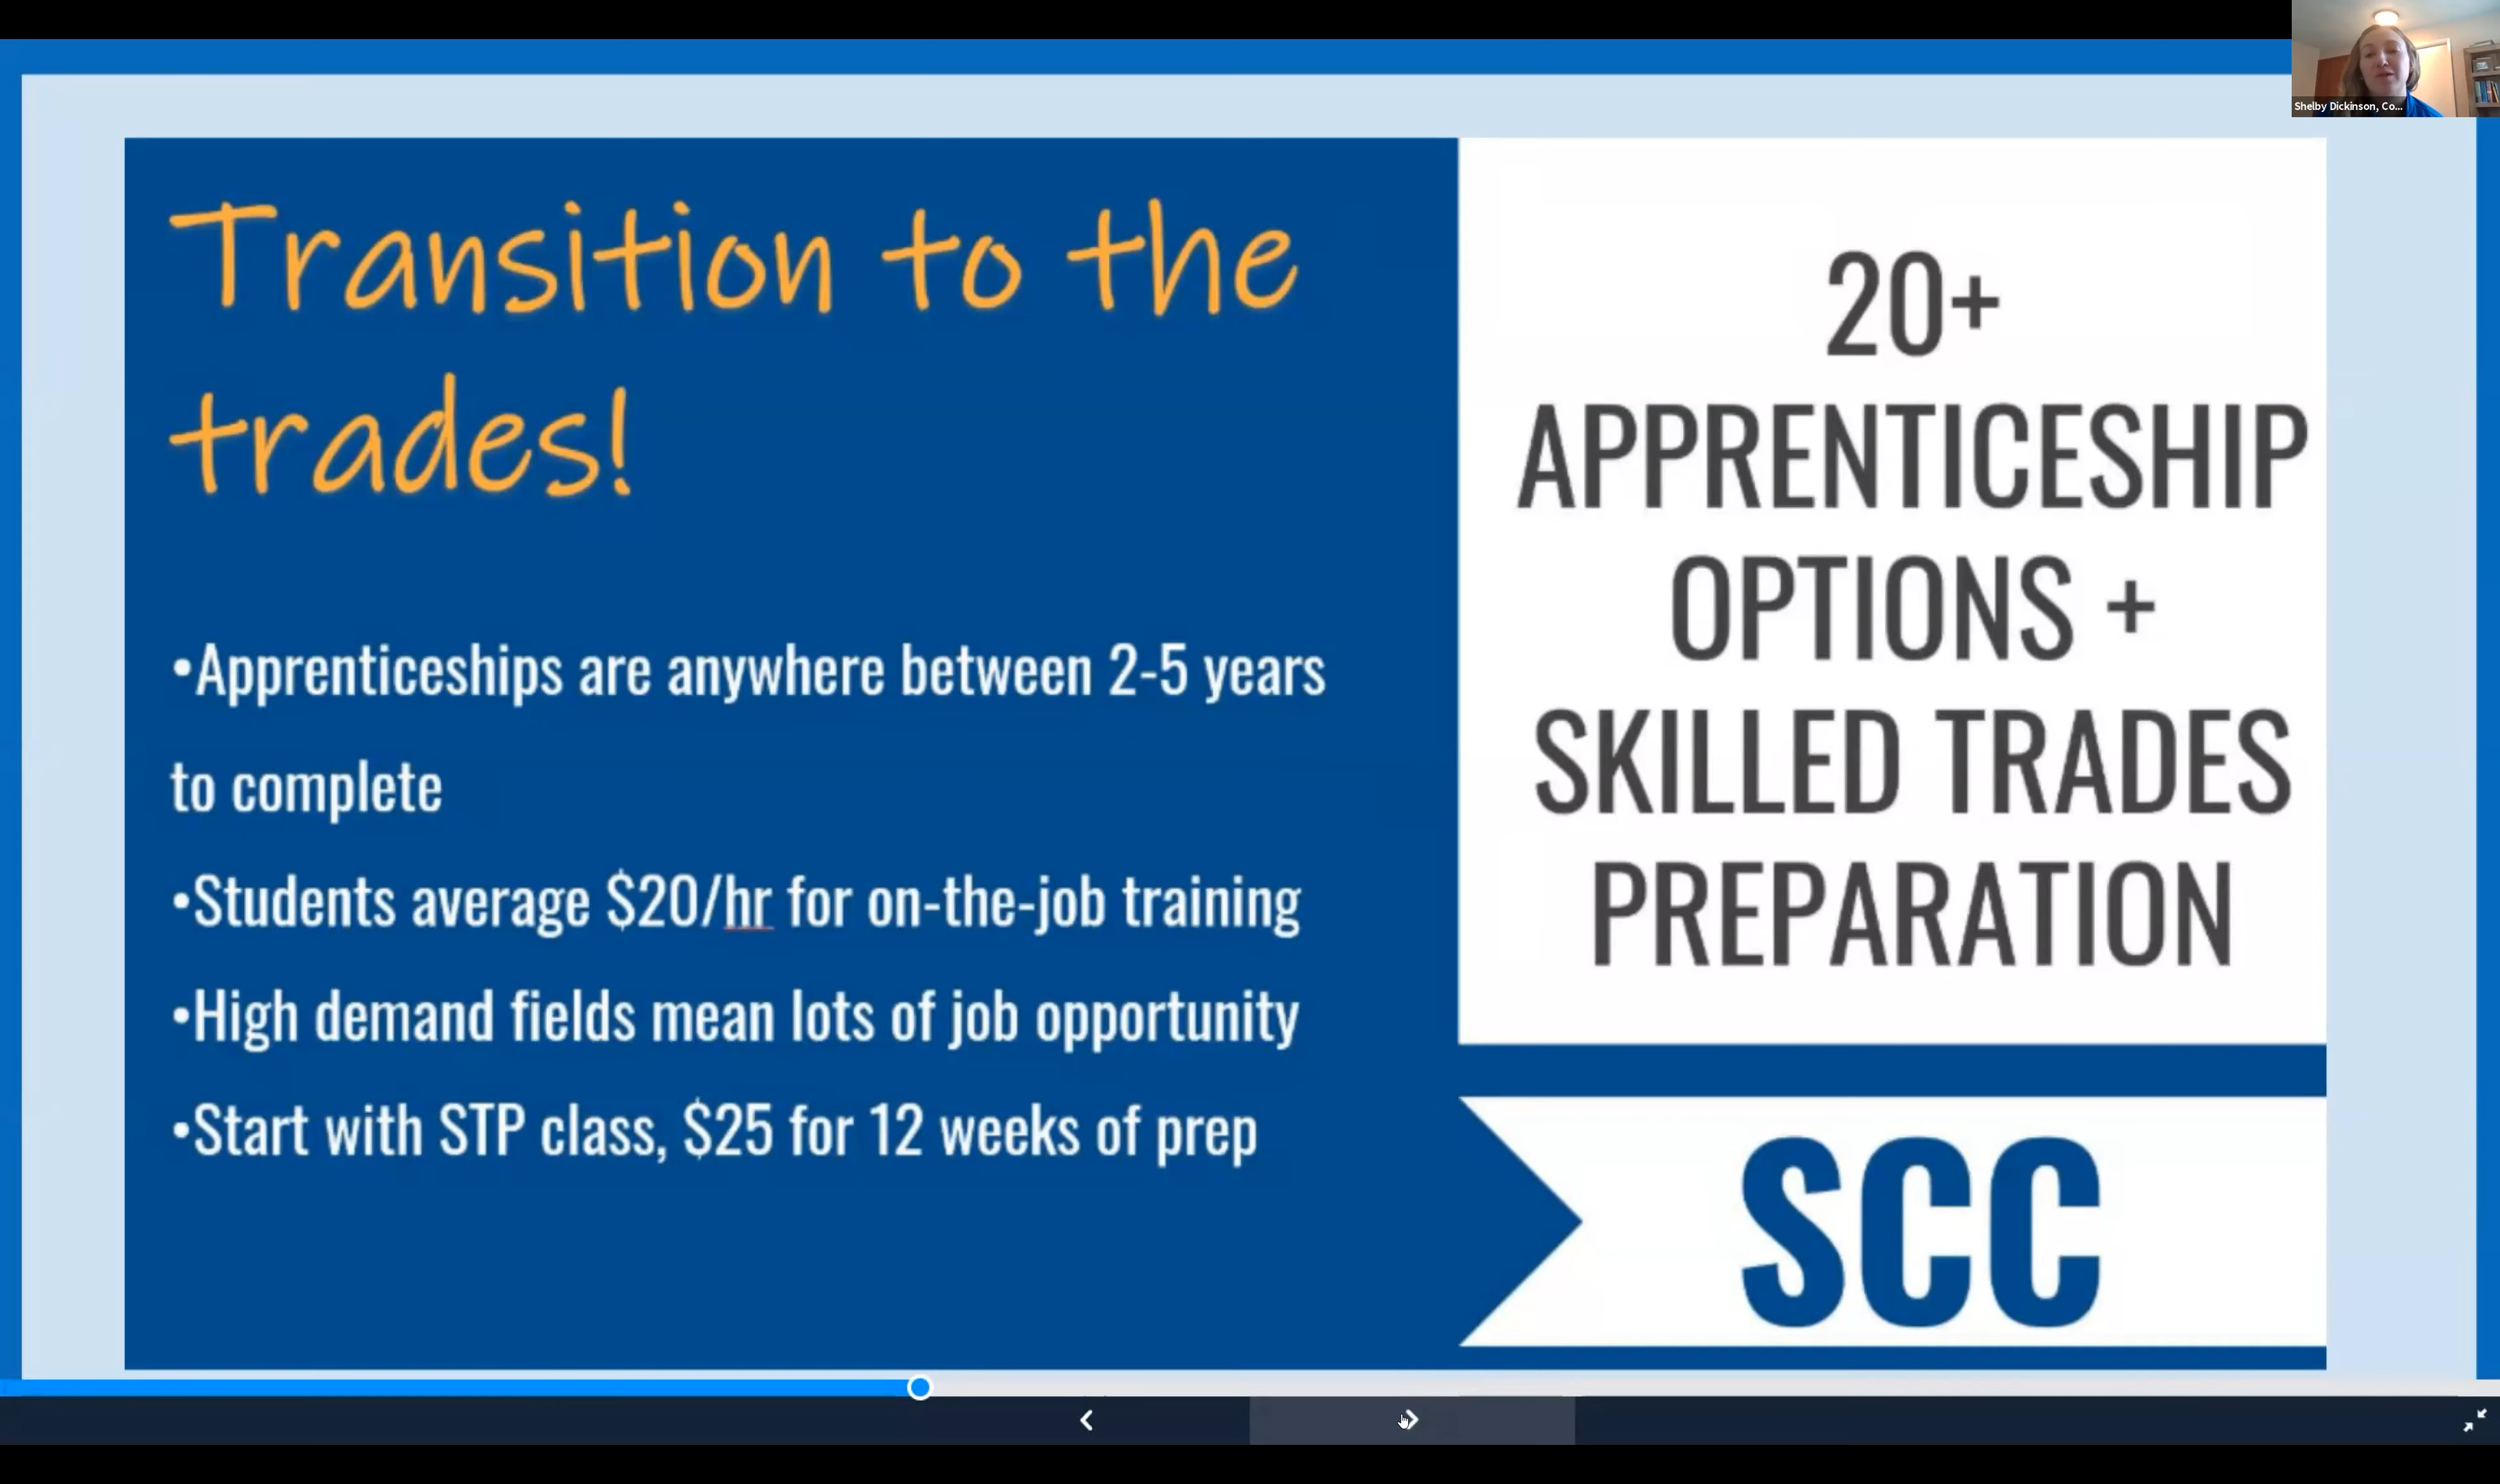 Shelby Dickinson, Co...
Transition to the
trades!
•Apprenticeships are anywhere between 2-5 years
to complete
•Students average $20/hr for on-the-job training
•High demand fields mean lots of job opportunity
•Start with STP class, $25 for 12 weeks of prep
20+
APPRENTICESHIP
OPTIONS +
SKILLED TRADES
PREPARATION
SCC